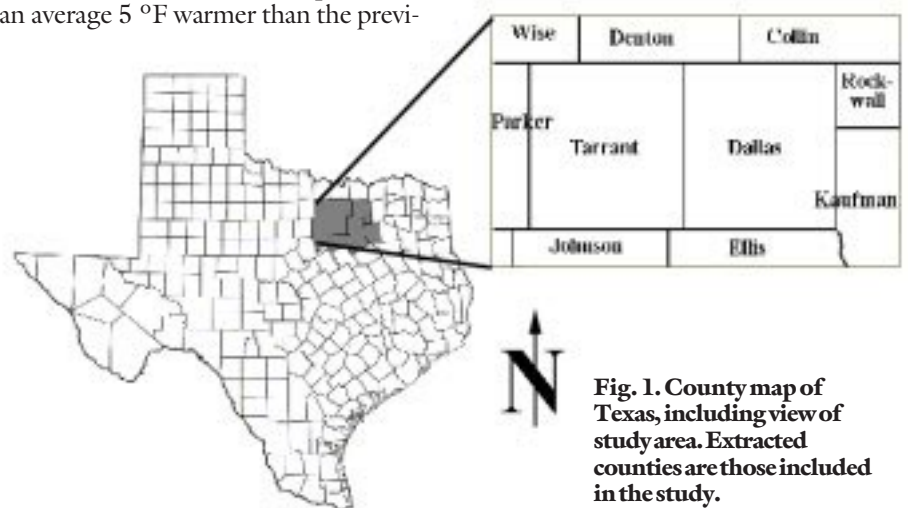 an average 5 °F warmer than the previ-
Wise Denton Collin
Rock-
wall
Parker
Tarrant Dallas
Kaufman
Johnson Ellis
N
Fig. 1. County map of
Texas, including view of
study area. Extracted
counties are those included
in the study.